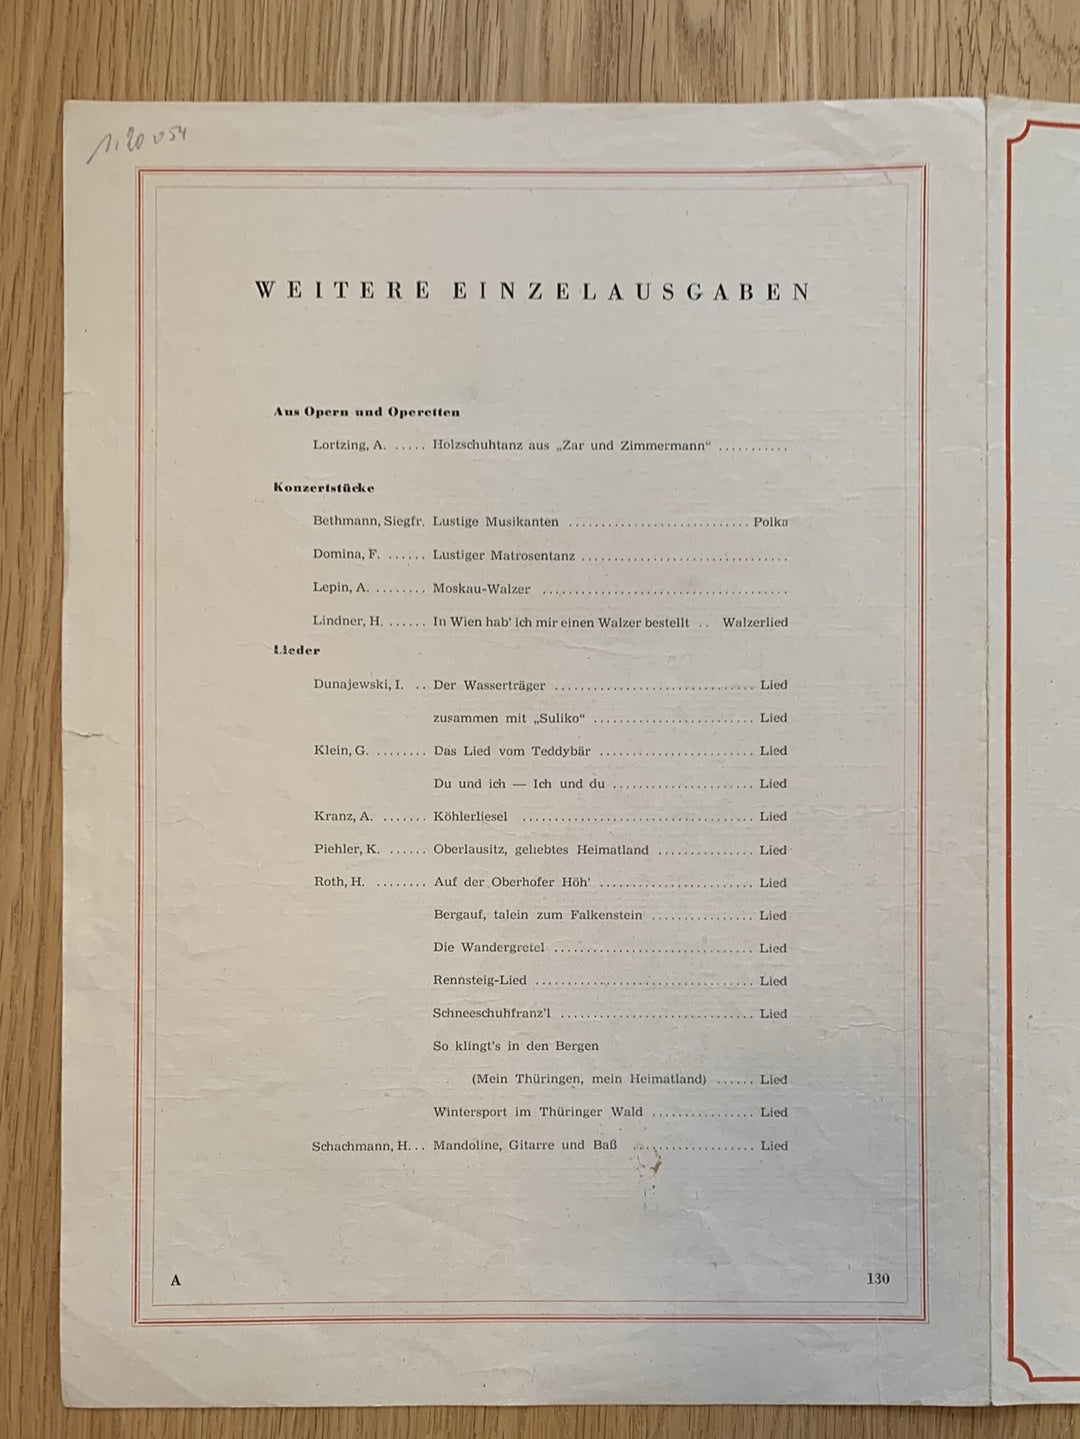 1,20 v54
WEITERE EINZELAUSGABEN
Aus Opern und Operetten
Lortzing, A. ..... Holzschuhtanz aus „Zar und Zimmermann“ ...........
Konzertstücke
Bethmann, Siegfr. Lustige Musikanten ............................ Polka
Domina, F. ...... Lustiger Matrosentanz ................................
Lepin, A. ........ Moskau-Walzer ......................................
Lindner, H. ...... In Wien hab' ich mir einen Walzer bestellt .. Walzerlied
Lieder
Dunajewski, I. .. Der Wasserträger ............................... Lied
zusammen mit „Suliko“ ......................... Lied
Klein, G. ........ Das Lied vom Teddybär ........................ Lied
Du und ich — Ich und du ...................... Lied
Kranz, A. ....... Köhlerliesel .................................... Lied
Piehler, K. ...... Oberlausitz, geliebtes Heimatland ............... Lied
Roth, H. ........ Auf der Oberhofer Höh' ........................ Lied
Bergauf, talein zum Falkenstein ................ Lied
Die Wandergretel ............................... Lied
Rennsteig-Lied .................................. Lied
Schneeschuhfranz'l .............................. Lied
So klingt's in den Bergen
(Mein Thüringen, mein Heimatland) ...... Lied
Wintersport im Thüringer Wald ................ Lied
Schachmann, H. .. Mandoline, Gitarre und Baß ................... Lied
A
130